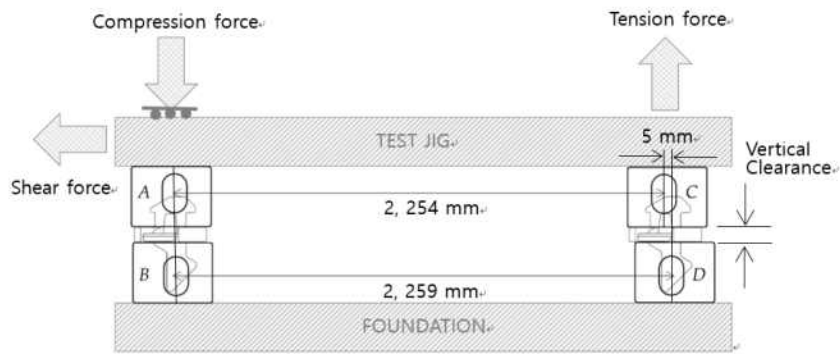 Compression force
Tension force
TEST JIG
5 mm
Vertical
Clearance
Shear force
A
C
2, 254 mm
B
D
2, 259 mm
FOUNDATION